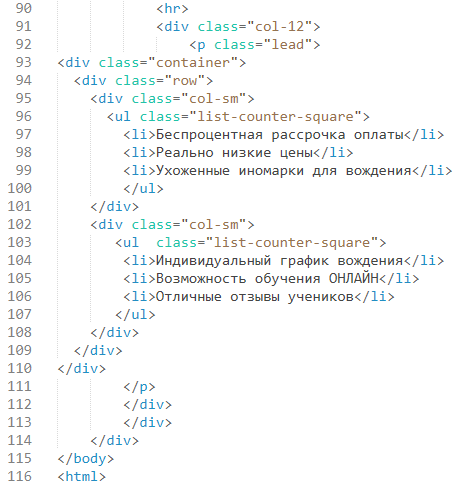 90 <hr>
91 <div class="col-12">
92 <p class="lead">
93 <div class="container">
94 <div class="row">
95 <div class="col-sm">
96 <ul class="list-counter-square">
97 <li>Беспроцентная рассрочка оплаты</li>
98 <li>Реально низкие цены</li>
99 <li>Ухоженные иномарки для вождения</li>
100 </ul>
101 </div>
102 <div class="col-sm">
103 <ul  class="list-counter-square">
104 <li>Индивидуальный график вождения</li>
105 <li>Возможность обучения ОНЛАЙН</li>
106 <li>Отличные отзывы учеников</li>
107 </ul>
108 </div>
109 </div>
110 </div>
111 </p>
112 </div>
113 </div>
114 </div>
115 </body>
116 <html>